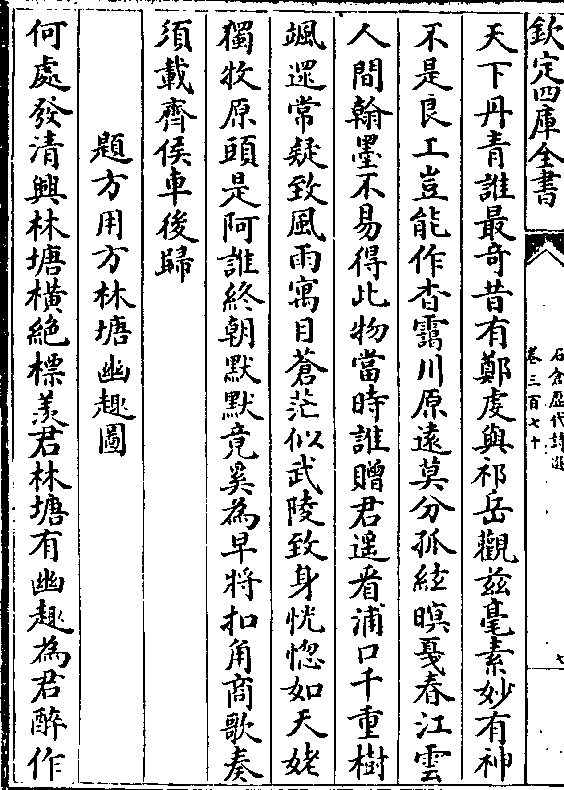 欽定四庫全書
石倉歷代詩選
卷三百七十
七
天下丹青誰最奇昔有鄭虔與祁岳觀兹毫素妙有神
不是良工豈能作杳靄川原遠莫分孤絃暝戛春江雲
人間翰墨不易得此物當時誰贈君遥看浦口千重樹
颯遝常疑致風雨寓目蒼茫似武陵致身恍惚如天姥
獨牧原頭是阿誰終朝默默竟奚為早将扣角商歌奏
須載齊侯車後歸
題方用方林塘幽趣圖
何處發清興林塘横絶標羨君林塘有幽趣為君醉作